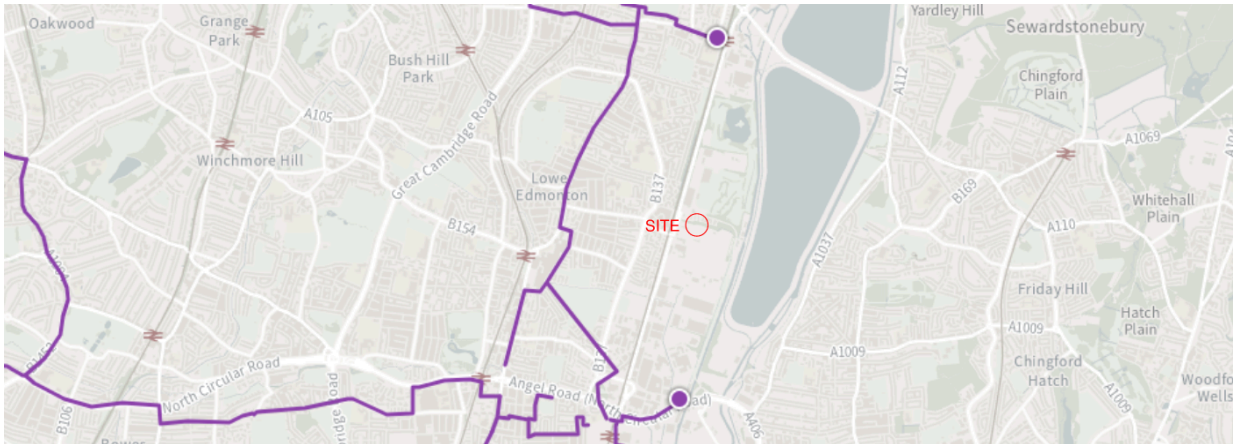 Oakwood
Grange
Park
Bush Hill
Park
Yardley Hill
Sewardstonebury
A112
Chingford
Plain
A105
A1069
Winchmore Hill
Great Cambridge Road
Lower
Edmonton
B137
B169
Whitehall
Plain
SITE
B154
A110
A1037
Friday Hill
Hatch
Plain
A1009
A1009
Chingford
Hatch
North Circular Road
Angel Road (North Circular Road)
Woodfo
Wells
B106
A406
A1009